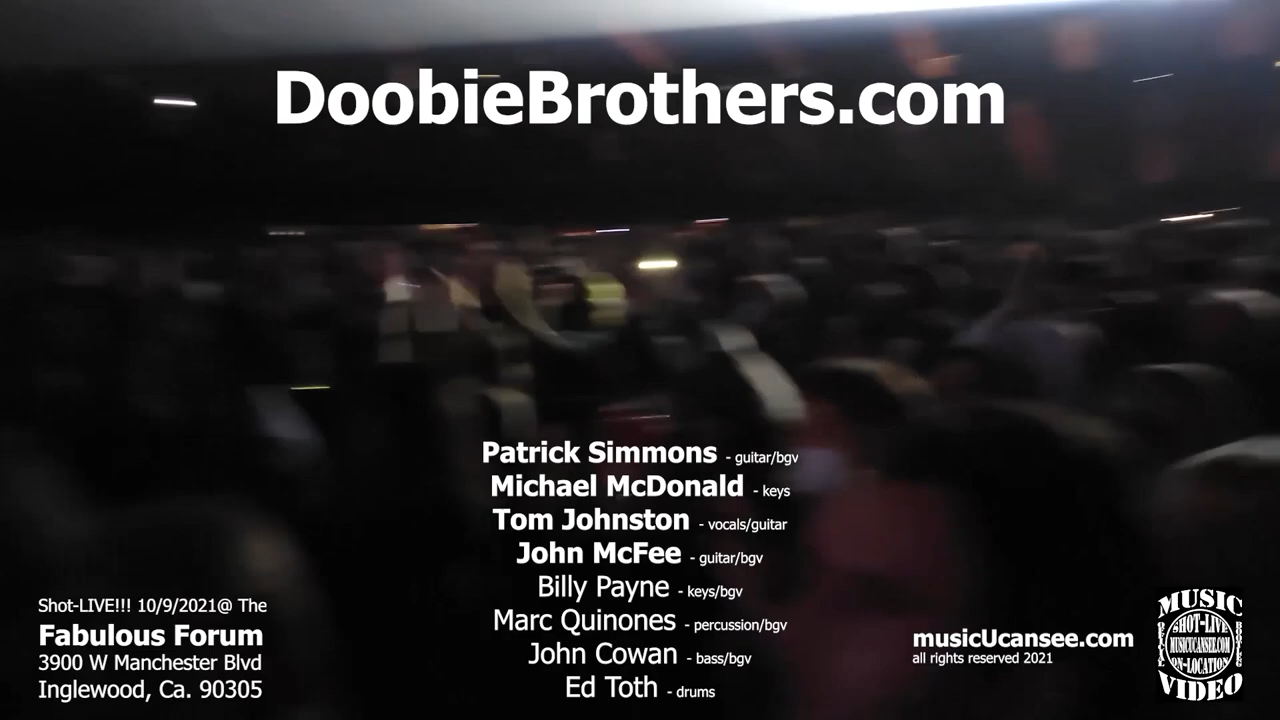 DoobieBrothers.com
Patrick Simmons - guitar/bgv
Michael McDonald - keys
Tom Johnston - vocals/guitar
John McFee - guitar/bgv
Billy Payne - keys/bgv
Marc Quinones - percussion/bgv
John Cowan - bass/bgv
Ed Toth - drums
Shot-LIVE!!! 10/9/2021@ The
Fabulous Forum
3900 W Manchester Blvd
Inglewood, Ca. 90305
musicUcansee.com
all rights reserved 2021
MUSIC
SHOT-LIVE
MUSICUCANSEE.COM
ON-LOCATION
VIDEO